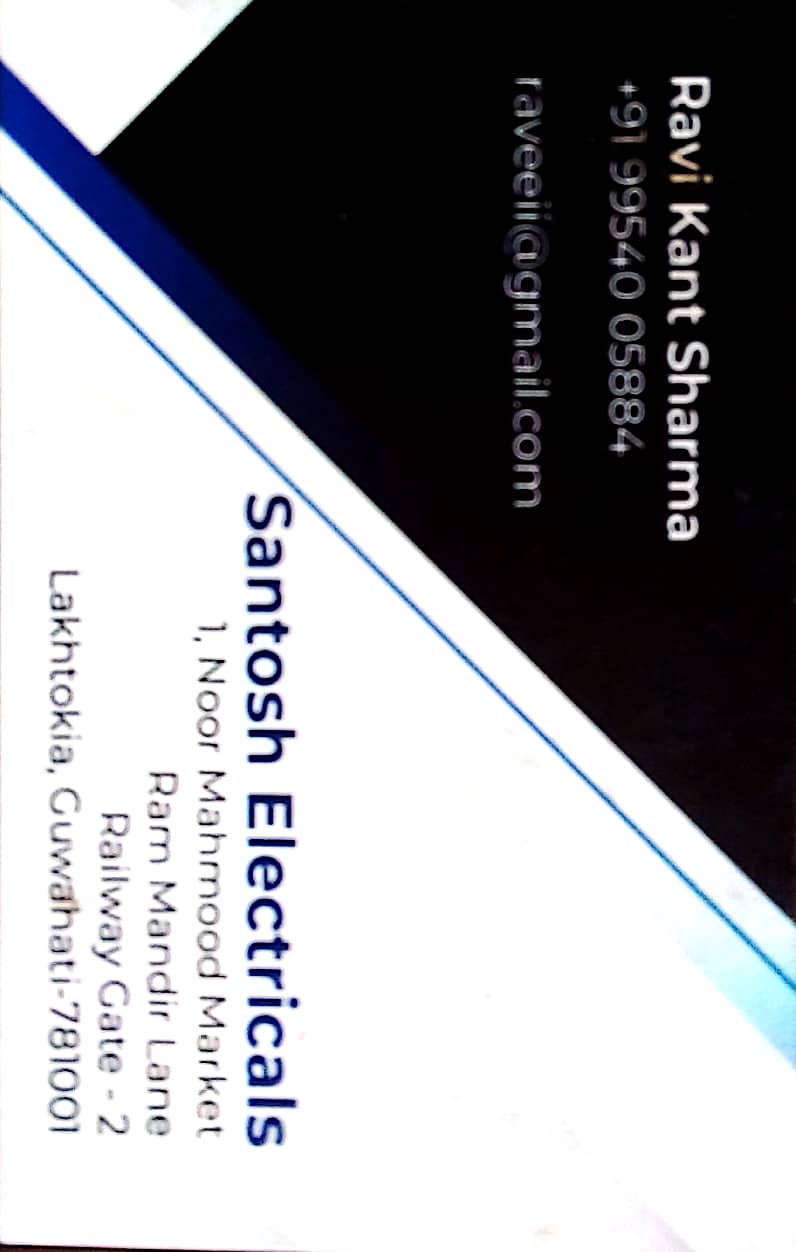 Ravi Kant Sharma
+91 99540 05884
raveeii@gmail.com
Santosh Electricals
1, Noor Mahmood Market
Ram Mandir Lane
Railway Gate - 2
Lakhtokia, Guwahati-781001